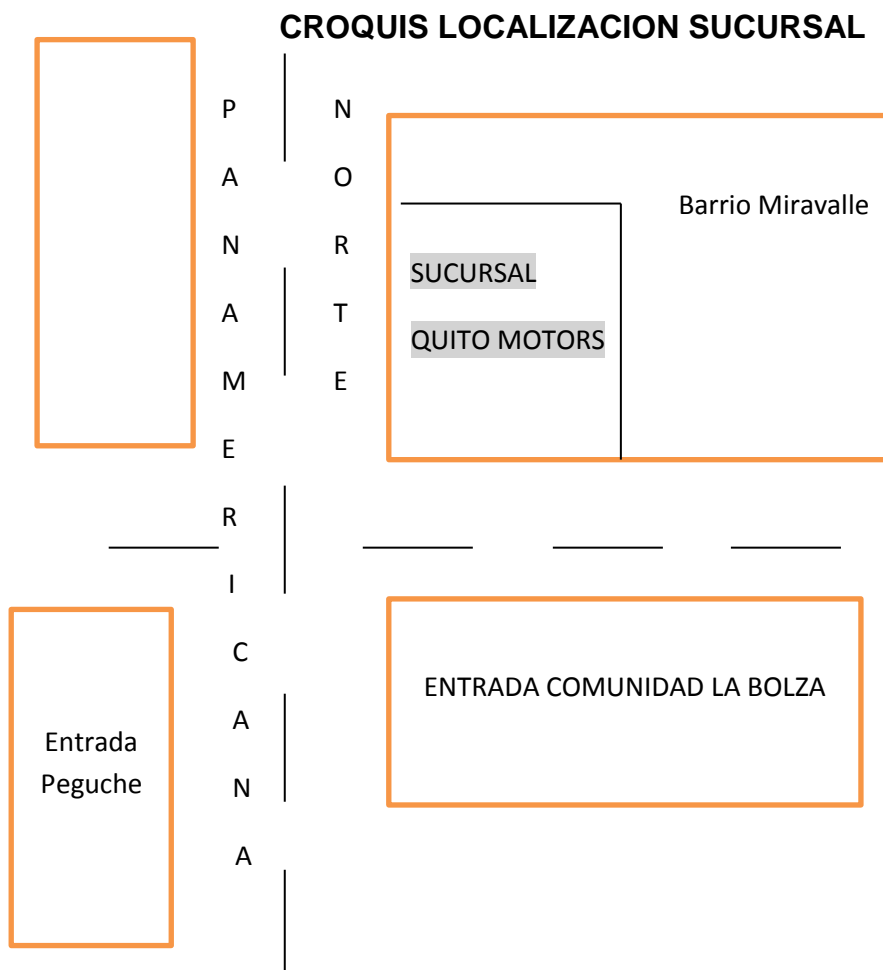 CROQUIS LOCALIZACION SUCURSAL
PANAMERICANA
NORTE
Barrio Miravalle
SUCURSAL
QUITO MOTORS
ENTRADA COMUNIDAD LA BOLZA
Entrada
Peguche